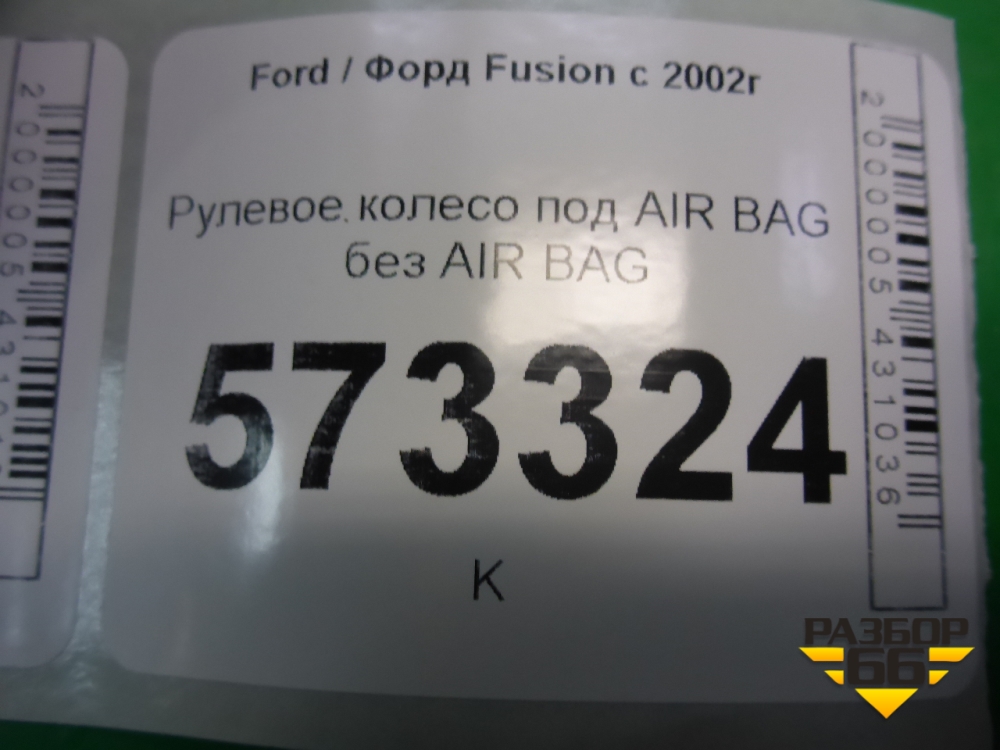 Ford / Форд Fusion с 2002г
Рулевое колесо под AIR BAG
без AIR BAG
573324
К
2000005431036
РАЗБОР
66